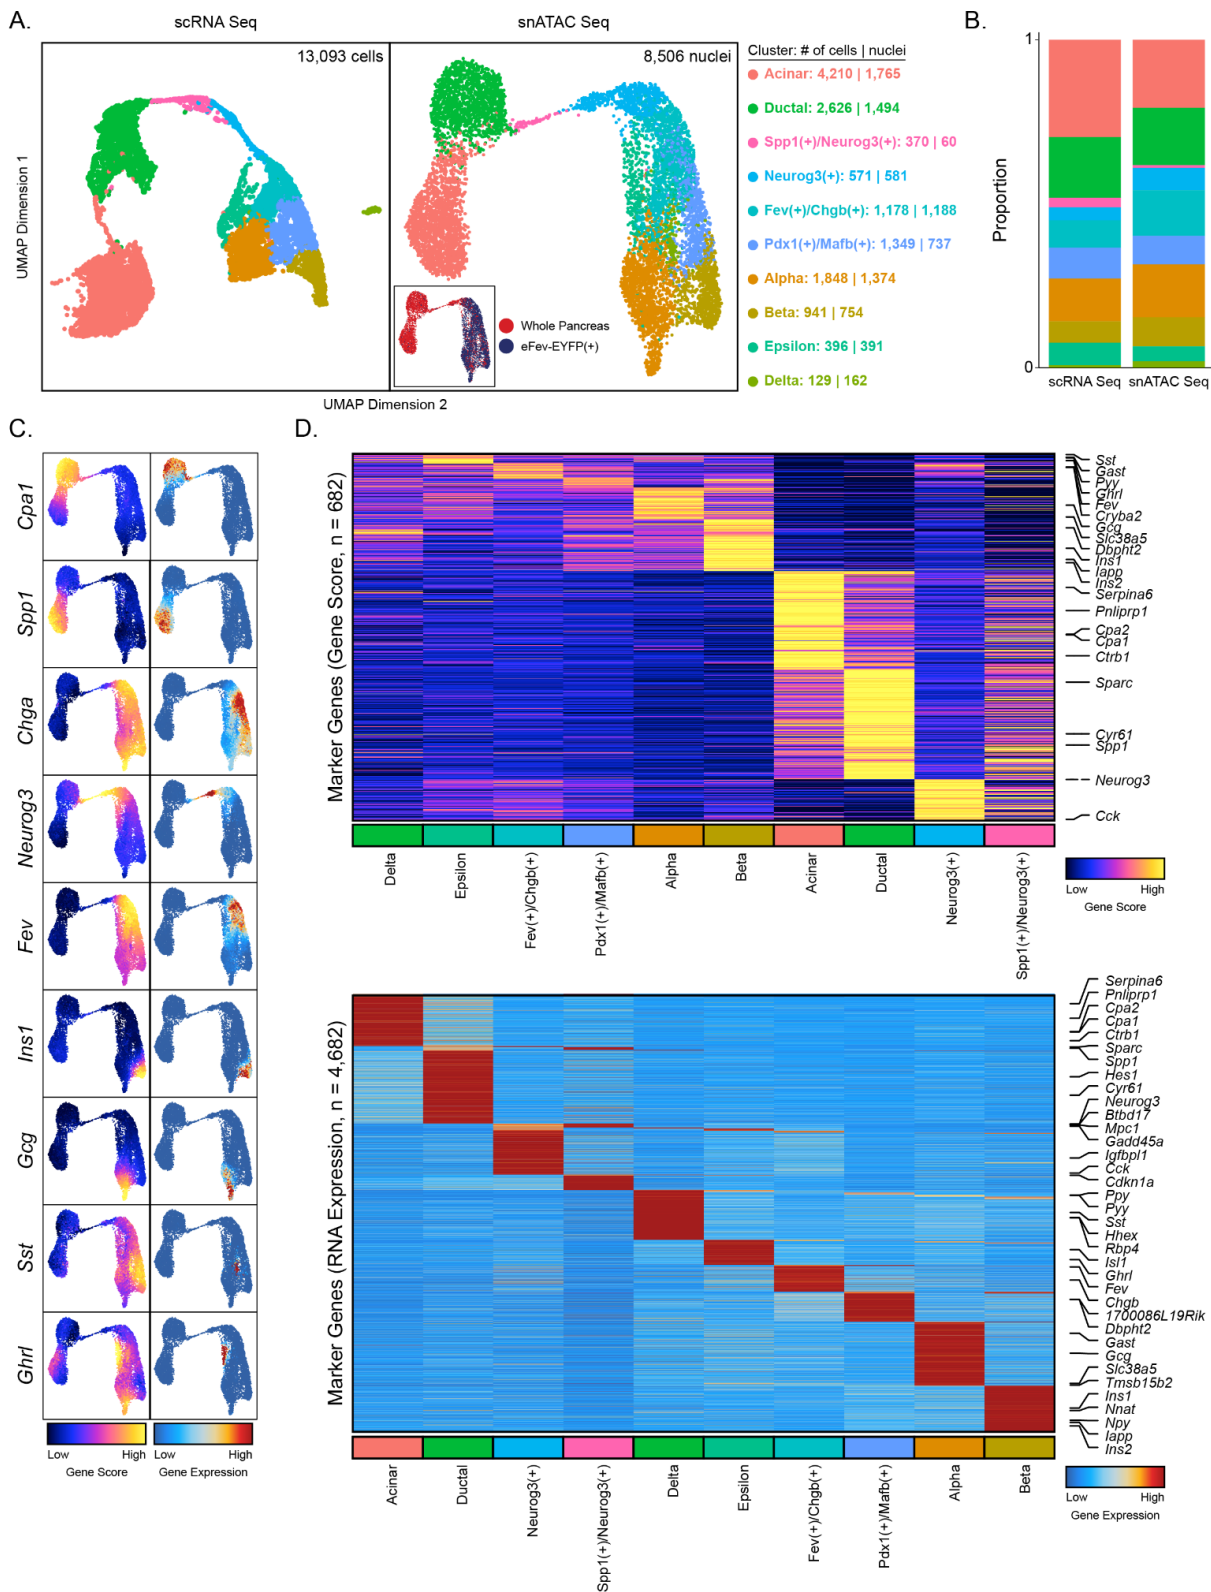 A.
scRNA Seq
snATAC Seq
13,093 cells
8,506 nuclei
UMAP Dimension 1
UMAP Dimension 2
Whole Pancreas
eFev-EYFP(+)
Cluster: # of cells | nuclei
Acinar: 4,210 | 1,765
Ductal: 2,626 | 1,494
Spp1(+)/Neurog3(+): 370 | 60
Neurog3(+): 571 | 581
Fev(+)/Chgb(+): 1,178 | 1,188
Pdx1(+)/Mafb(+): 1,349 | 737
Alpha: 1,848 | 1,374
Beta: 941 | 754
Epsilon: 396 | 391
Delta: 129 | 162
B.
1
Proportion
0
scRNA Seq
snATAC Seq
C.
Cpa1
Spp1
Chga
Neurog3
Fev
Ins1
Gcg
Sst
Ghrl
Low
High
Gene Score
Low
High
Gene Expression
D.
Marker Genes (Gene Score, n = 682)
Sst
Gast
Pyy
Ghrl
Fev
Cryba2
Gcg
Slc38a5
Dbpht2
Ins1
Iapp
Ins2
Serpina6
Pnliprp1
Cpa2
Cpa1
Ctrb1
Sparc
Cyr61
Spp1
Neurog3
Cck
Delta
Epsilon
Fev(+)/Chgb(+)
Pdx1(+)/Mafb(+)
Alpha
Beta
Acinar
Ductal
Neurog3(+)
Spp1(+)/Neurog3(+)
Low
High
Gene Score
Marker Genes (RNA Expression, n = 4,682)
Serpina6
Pnliprp1
Cpa2
Cpa1
Ctrb1
Sparc
Spp1
Hes1
Cyr61
Neurog3
Btbd17
Mpc1
Gadd45a
Igfbpl1
Cck
Cdkn1a
Ppy
Pyy
Sst
Hhex
Rbp4
Isl1
Ghrl
Fev
Chgb
1700086L19Rik
Dbpht2
Gast
Gcg
Slc38a5
Tmsb15b2
Ins1
Nnat
Npy
Iapp
Ins2
Acinar
Ductal
Neurog3(+)
Spp1(+)/Neurog3(+)
Delta
Epsilon
Fev(+)/Chgb(+)
Pdx1(+)/Mafb(+)
Alpha
Beta
Low
High
Gene Expression